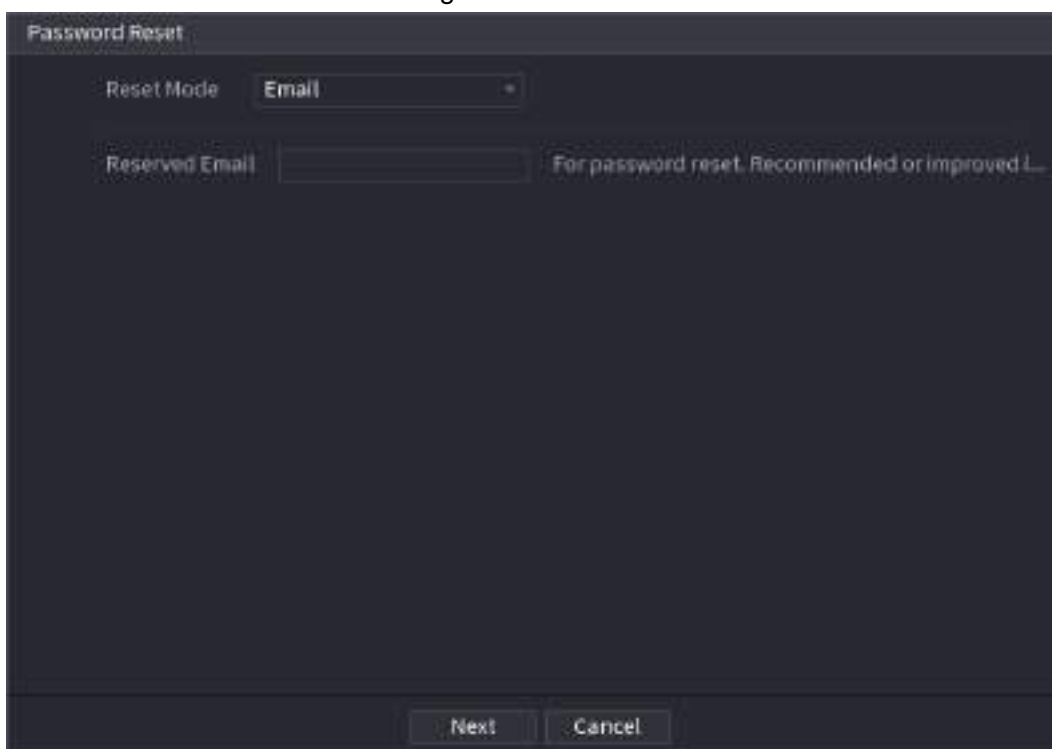 Password Reset
Reset Mode Email
Reserved Email For password reset. Recommended or improved i...
Next Cancel